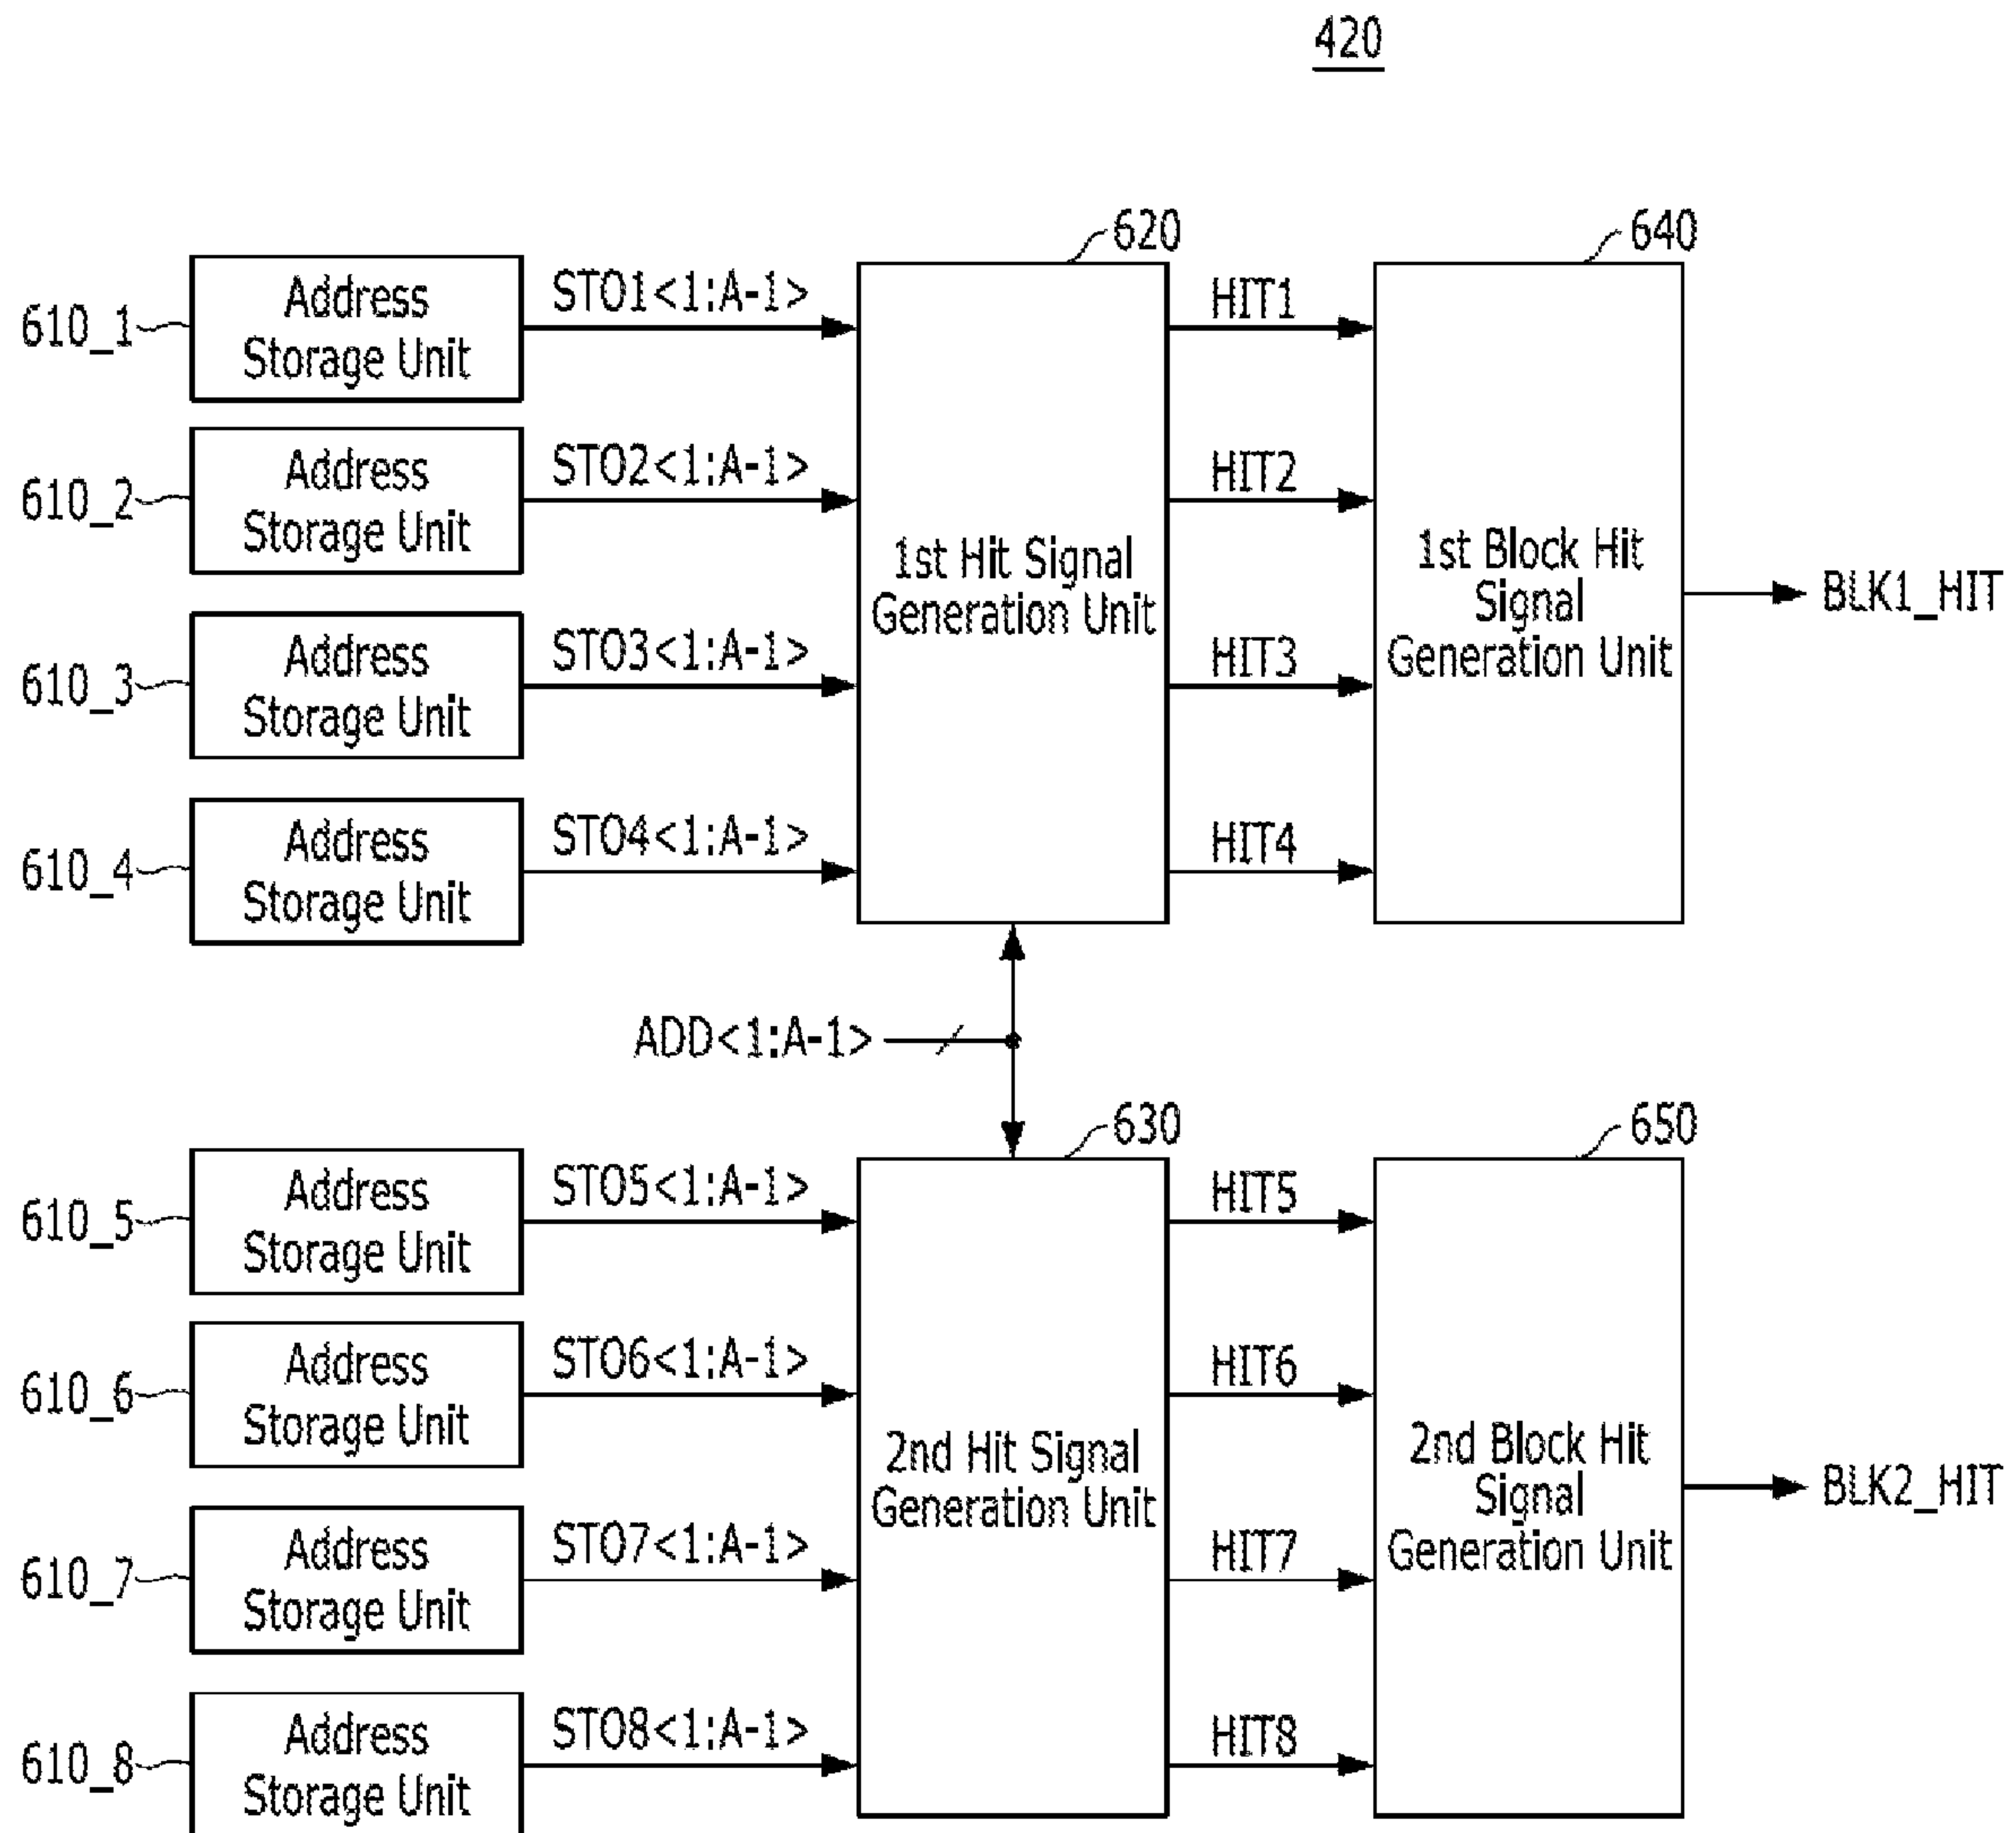 420
620
640
610_1
Address
Storage Unit
STO1<1:A-1>
HIT1
610_2
Address
Storage Unit
STO2<1:A-1>
HIT2
1st Hit Signal
Generation Unit
1st Block Hit
Signal
Generation Unit
BLK1_HIT
610_3
Address
Storage Unit
STO3<1:A-1>
HIT3
610_4
Address
Storage Unit
STO4<1:A-1>
HIT4
ADD<1:A-1>
630
650
610_5
Address
Storage Unit
STO5<1:A-1>
HIT5
610_6
Address
Storage Unit
STO6<1:A-1>
HIT6
2nd Hit Signal
Generation Unit
2nd Block Hit
Signal
Generation Unit
BLK2_HIT
610_7
Address
Storage Unit
STO7<1:A-1>
HIT7
610_8
Address
Storage Unit
STO8<1:A-1>
HIT8